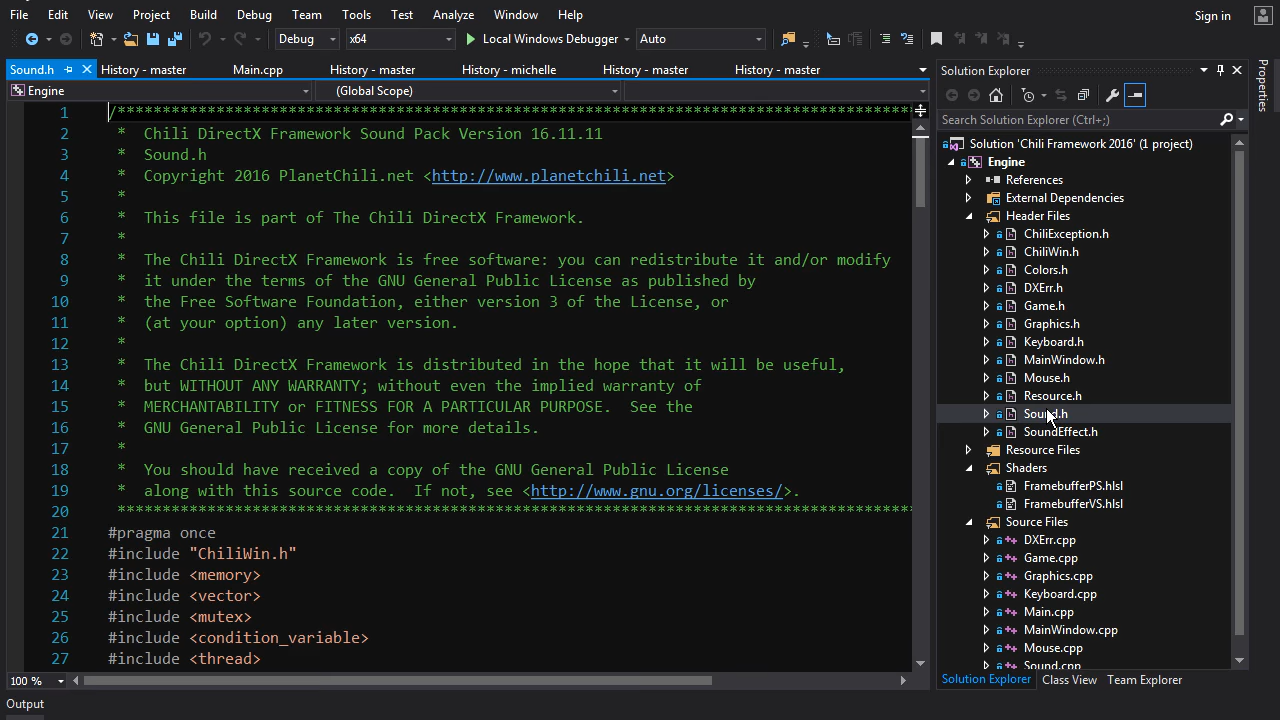 File Edit View Project Build Debug Team Tools Test Analyze Window Help Sign in
Debug x64 Local Windows Debugger Auto
Sound.h History - master Main.cpp History - master History - michelle History - master History - master
Engine (Global Scope)
1 /****************************************************************************************
2 * Chili DirectX Framework Sound Pack Version 16.11.11
3 * Sound.h
4 * Copyright 2016 PlanetChili.net <http://www.planetchili.net>
5 *
6 * This file is part of The Chili DirectX Framework.
7 *
8 * The Chili DirectX Framework is free software: you can redistribute it and/or modify
9 * it under the terms of the GNU General Public License as published by
10 * the Free Software Foundation, either version 3 of the License, or
11 * (at your option) any later version.
12 *
13 * The Chili DirectX Framework is distributed in the hope that it will be useful,
14 * but WITHOUT ANY WARRANTY; without even the implied warranty of
15 * MERCHANTABILITY or FITNESS FOR A PARTICULAR PURPOSE.  See the
16 * GNU General Public License for more details.
17 *
18 * You should have received a copy of the GNU General Public License
19 * along with this source code.  If not, see <http://www.gnu.org/licenses/>.
20 ****************************************************************************************
21 #pragma once
22 #include "ChiliWin.h"
23 #include <memory>
24 #include <vector>
25 #include <mutex>
26 #include <condition_variable>
27 #include <thread>
100 %
Output
Solution Explorer
Search Solution Explorer (Ctrl+;)
Solution 'Chili Framework 2016' (1 project)
Engine
References
External Dependencies
Header Files
ChiliException.h
ChiliWin.h
Colors.h
DXErr.h
Game.h
Graphics.h
Keyboard.h
MainWindow.h
Mouse.h
Resource.h
Sound.h
SoundEffect.h
Resource Files
Shaders
FramebufferPS.hlsl
FramebufferVS.hlsl
Source Files
DXErr.cpp
Game.cpp
Graphics.cpp
Keyboard.cpp
Main.cpp
MainWindow.cpp
Mouse.cpp
Sound.cpp
Solution Explorer Class View Team Explorer
Properties